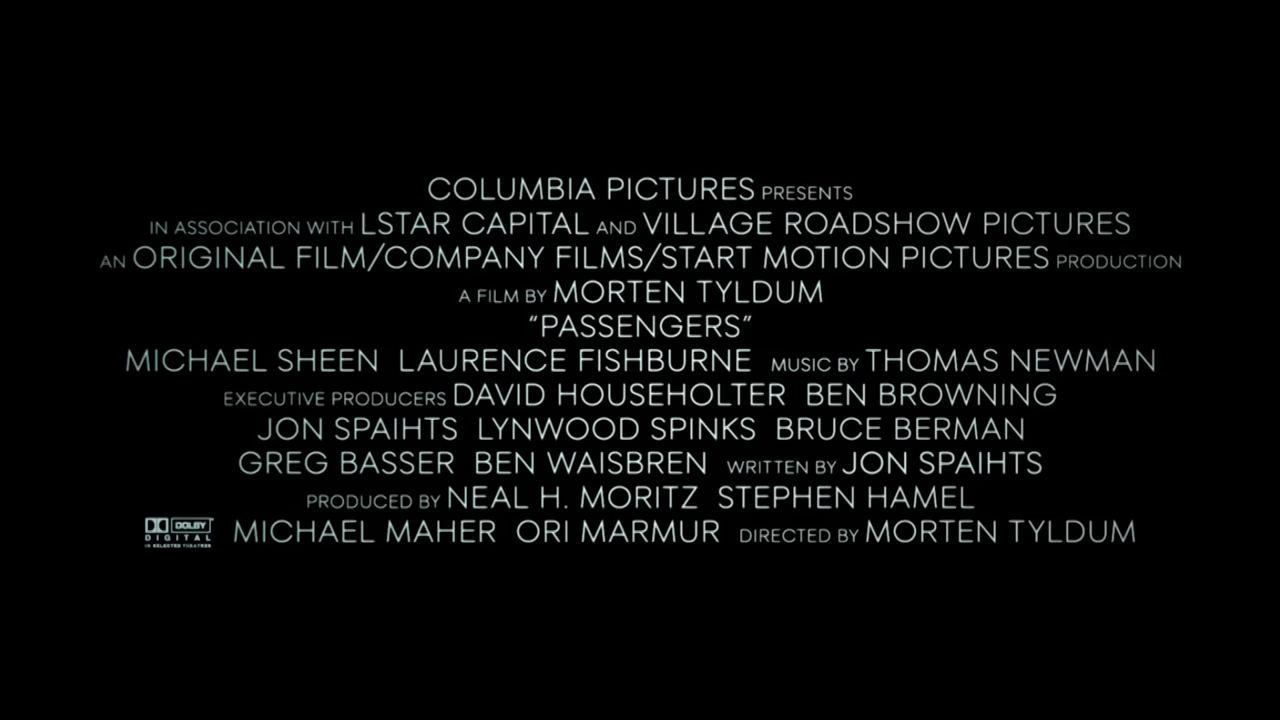 COLUMBIA PICTURES PRESENTS
IN ASSOCIATION WITH LSTAR CAPITAL AND VILLAGE ROADSHOW PICTURES
AN ORIGINAL FILM/COMPANY FILMS/START MOTION PICTURES PRODUCTION
A FILM BY MORTEN TYLDUM
“PASSENGERS”
MICHAEL SHEEN LAURENCE FISHBURNE MUSIC BY THOMAS NEWMAN
EXECUTIVE PRODUCERS DAVID HOUSEHOLTER BEN BROWNING
JON SPAIHTS LYNWOOD SPINKS BRUCE BERMAN
GREG BASSER BEN WAISBREN WRITTEN BY JON SPAIHTS
PRODUCED BY NEAL H. MORITZ STEPHEN HAMEL
MICHAEL MAHER ORI MARMUR DIRECTED BY MORTEN TYLDUM
DOLBY
DIGITAL
IN SELECTED THEATRES